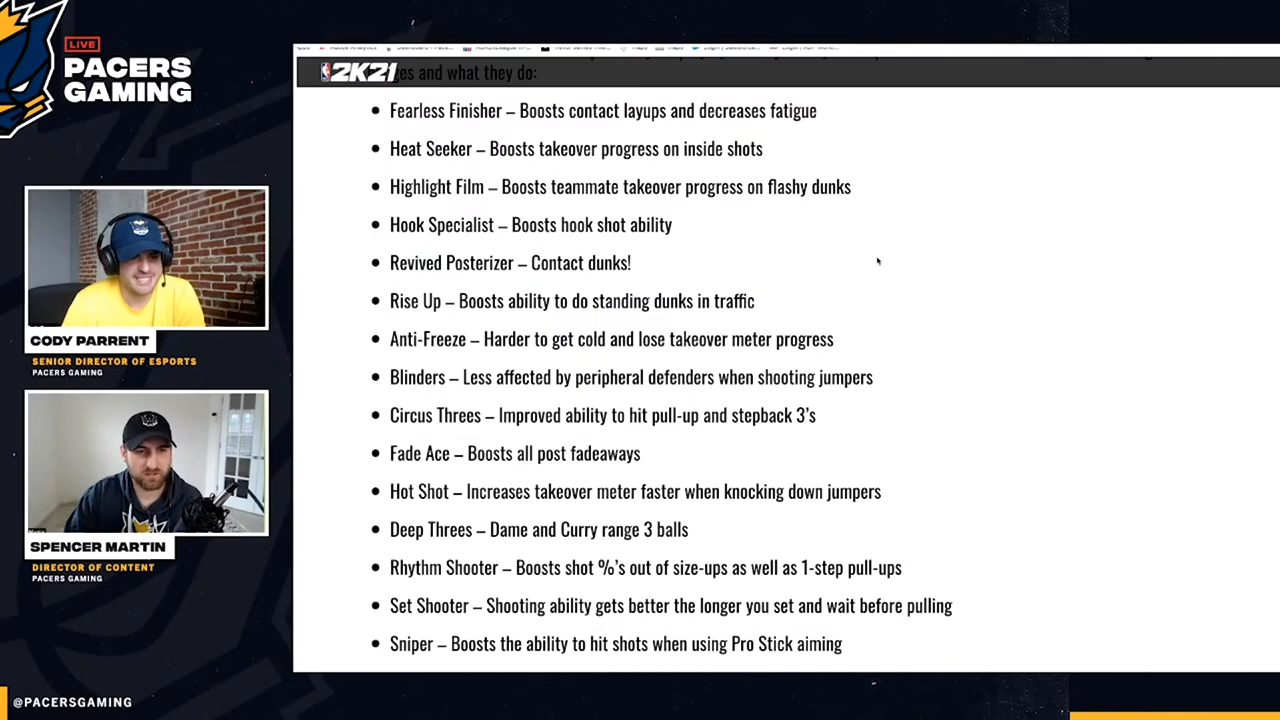 LIVE
PACERS
GAMING
2K21
ges and what they do:
• Fearless Finisher – Boosts contact layups and decreases fatigue
• Heat Seeker – Boosts takeover progress on inside shots
• Highlight Film – Boosts teammate takeover progress on flashy dunks
• Hook Specialist – Boosts hook shot ability
• Revived Posterizer – Contact dunks!
• Rise Up – Boosts ability to do standing dunks in traffic
• Anti-Freeze – Harder to get cold and lose takeover meter progress
• Blinders – Less affected by peripheral defenders when shooting jumpers
• Circus Threes – Improved ability to hit pull-up and stepback 3's
• Fade Ace – Boosts all post fadeaways
• Hot Shot – Increases takeover meter faster when knocking down jumpers
• Deep Threes – Dame and Curry range 3 balls
• Rhythm Shooter – Boosts shot %'s out of size-ups as well as 1-step pull-ups
• Set Shooter – Shooting ability gets better the longer you set and wait before pulling
• Sniper – Boosts the ability to hit shots when using Pro Stick aiming
CODY PARRENT
SENIOR DIRECTOR OF ESPORTS
PACERS GAMING
SPENCER MARTIN
DIRECTOR OF CONTENT
PACERS GAMING
@PACERSGAMING